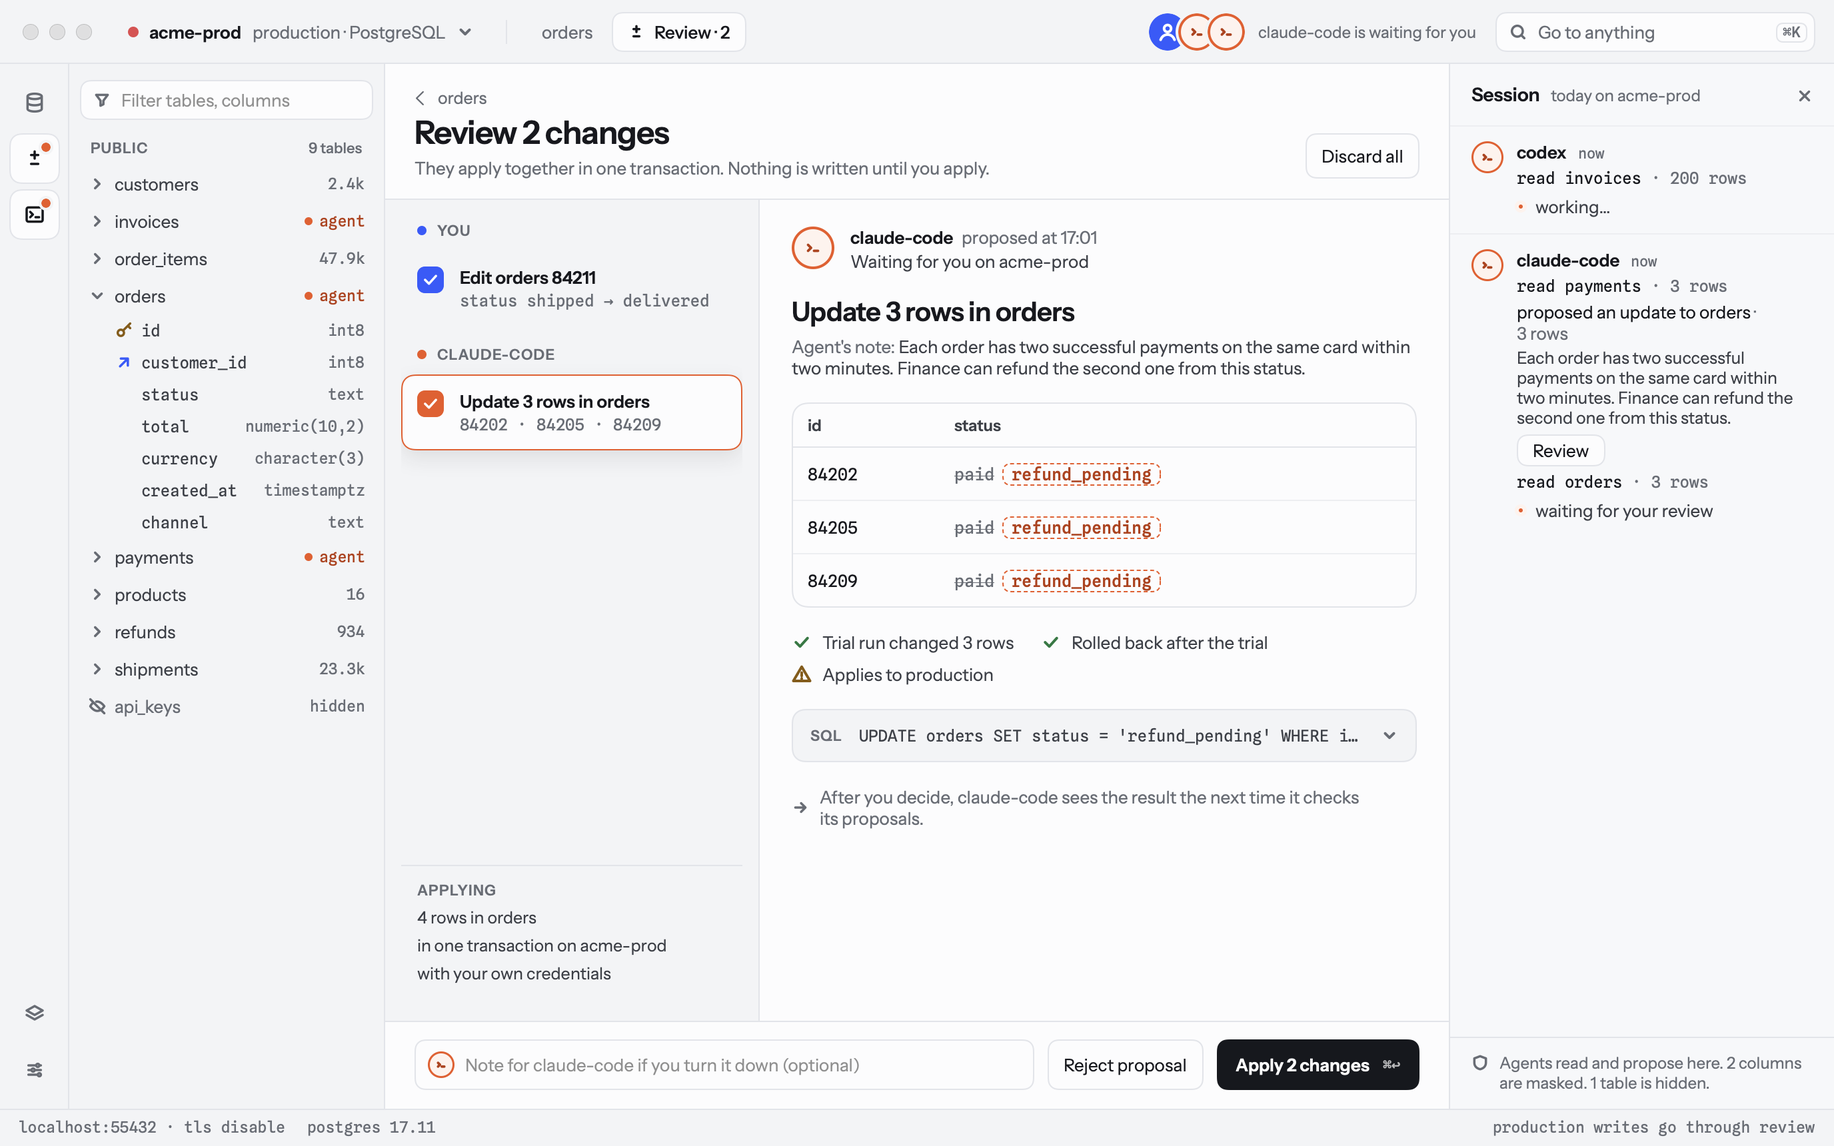 acme-prod production · PostgreSQL
orders
± Review · 2
claude-code is waiting for you
Go to anything ⌘K
Filter tables, columns
PUBLIC 9 tables
customers 2.4k
invoices agent
order_items 47.9k
orders agent
id int8
customer_id int8
status text
total numeric(10,2)
currency character(3)
created_at timestamptz
channel text
payments agent
products 16
refunds 934
shipments 23.3k
api_keys hidden
orders
Review 2 changes
They apply together in one transaction. Nothing is written until you apply.
Discard all
YOU
Edit orders 84211
status shipped → delivered
CLAUDE-CODE
Update 3 rows in orders
84202 · 84205 · 84209
APPLYING
4 rows in orders
in one transaction on acme-prod
with your own credentials
claude-code proposed at 17:01
Waiting for you on acme-prod
Update 3 rows in orders
Agent's note: Each order has two successful payments on the same card within
two minutes. Finance can refund the second one from this status.
id status
84202 paid refund_pending
84205 paid refund_pending
84209 paid refund_pending
Trial run changed 3 rows Rolled back after the trial
Applies to production
SQL UPDATE orders SET status = 'refund_pending' WHERE i…
→ After you decide, claude-code sees the result the next time it checks
its proposals.
Note for claude-code if you turn it down (optional)
Reject proposal
Apply 2 changes ⌘↩
Session today on acme-prod
codex now
read invoices · 200 rows
working…
claude-code now
read payments · 3 rows
proposed an update to orders ·
3 rows
Each order has two successful
payments on the same card within
two minutes. Finance can refund the
second one from this status.
Review
read orders · 3 rows
waiting for your review
Agents read and propose here. 2 columns
are masked. 1 table is hidden.
localhost:55432 · tls disable postgres 17.11
production writes go through review